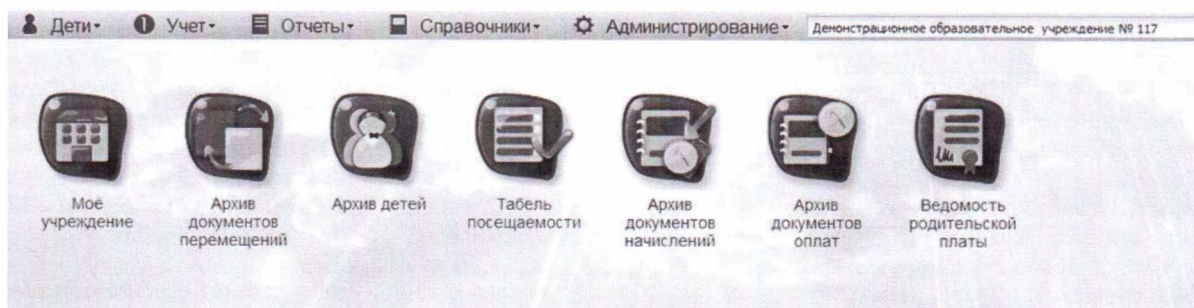 Дети Учет Отчеты Справочники Администрирование Денонстрационное образовательное учреждение № 117
Моё
учреждение
Архив
документов
перемещений
Архив детей
Табель
посещаемости
Архив
документов
начислений
Архив
документов
оплат
Ведомость
родительской
платы